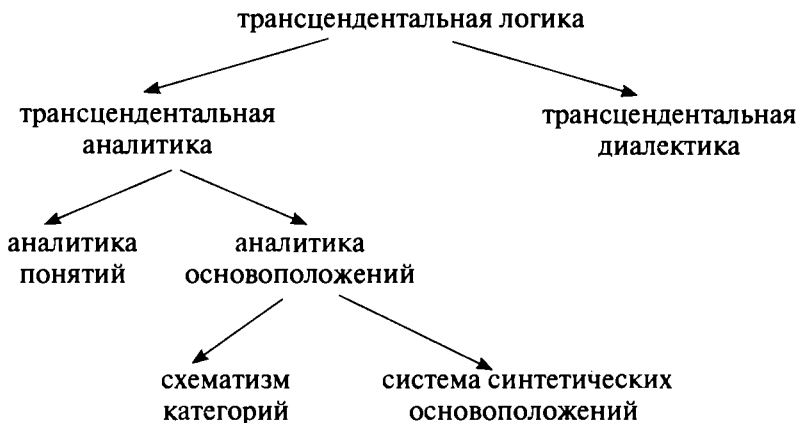 трансцендентальная логика
трансцендентальная
аналитика
трансцендентальная
диалектика
аналитика
понятий
аналитика
основоположений
схематизм
категорий
система синтетических
основоположений